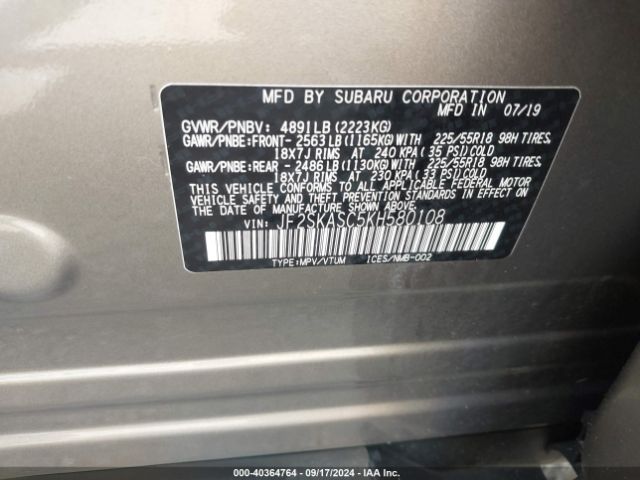 MFD BY SUBARU CORPORATION
MFD IN 07/19
GVWR/PNBV: 4891LB(2223KG)
GAWR/PNBE:FRONT- 2563LB(1165KG)WITH 225/55R18 98H TIRES,
18X7J RIMS AT 240 KPA(35 PSI)COLD
GAWR/PNBE:REAR - 2486LB(1130KG)WITH 225/55R18 98H TIRES,
18X7J RIMS AT 230 KPA(33 PSI)COLD
THIS VEHICLE CONFORMS TO ALL APPLICABLE FEDERAL MOTOR
VEHICLE SAFETY AND THEFT PREVENTION STANDARDS IN EFFECT ON
THE DATE OF MANUFACTURE SHOWN ABOVE.
VIN: JF2SKASC5KH580108
TYPE:MPV/VTUM ICES/NMB-002
000-40364764 | 09/17/2024 | IAA Inc.